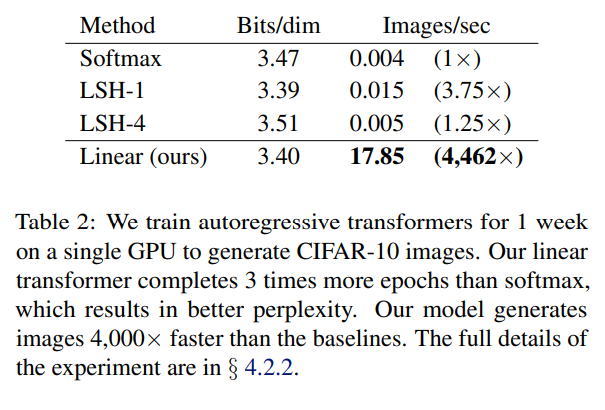 Method Bits/dim Images/sec
Softmax 3.47 0.004 (1×)
LSH-1 3.39 0.015 (3.75×)
LSH-4 3.51 0.005 (1.25×)
Linear (ours) 3.40 17.85 (4,462×)
Table 2: We train autoregressive transformers for 1 week
on a single GPU to generate CIFAR-10 images. Our linear
transformer completes 3 times more epochs than softmax,
which results in better perplexity. Our model generates
images 4,000× faster than the baselines. The full details of
the experiment are in § 4.2.2.